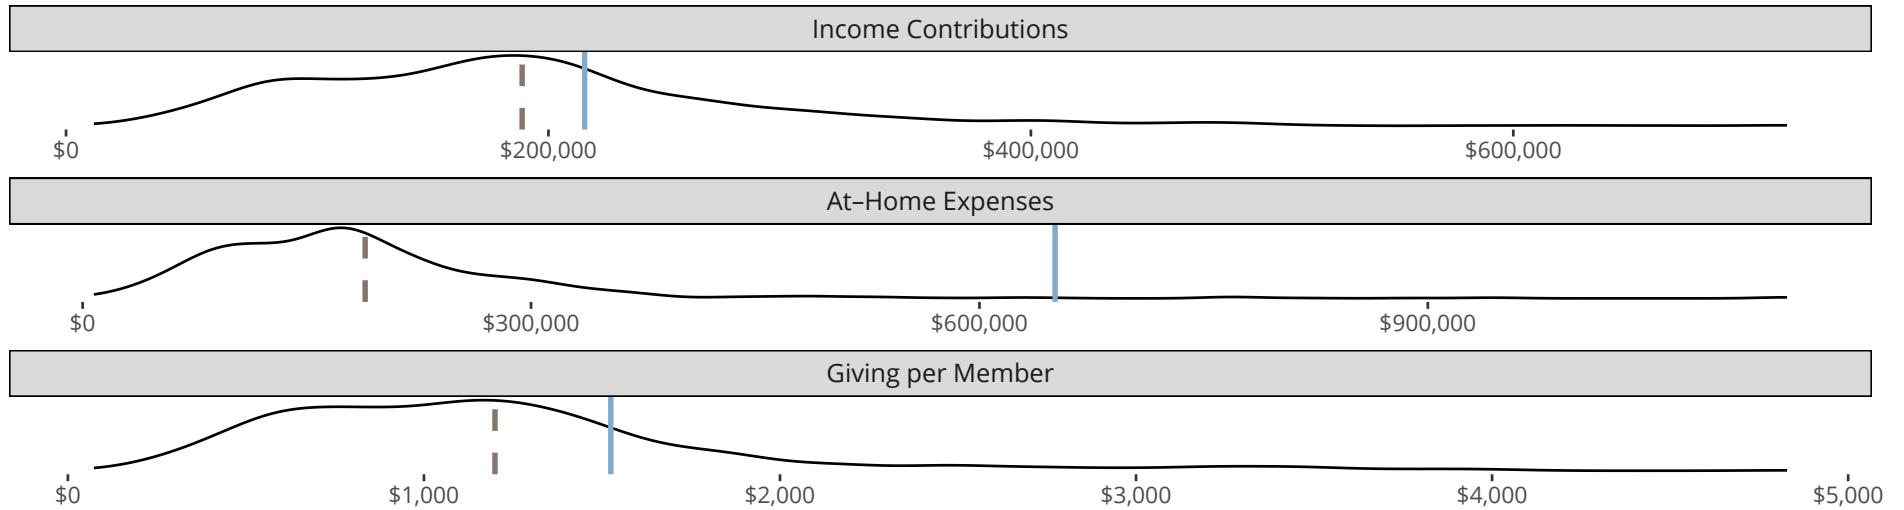 Income Contributions
$0 $200,000 $400,000 $600,000
At–Home Expenses
$0 $300,000 $600,000 $900,000
Giving per Member
$0 $1,000 $2,000 $3,000 $4,000 $5,000